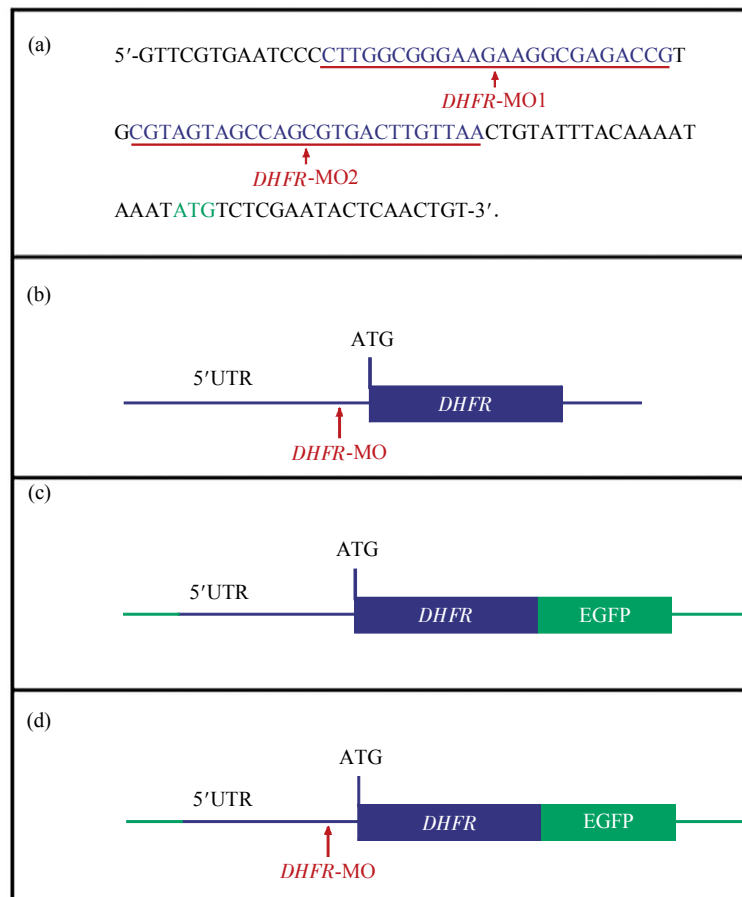 (a)
5′-GTTCGTGAATCCCCTTGGCGGGAAGAAGGCGAGACCGT
DHFR-MO1
GCGTAGTAGCCAGCGTGACTTGTTAACTGTATTTACAAAAT
DHFR-MO2
AAATATGTCTCGAATACTCAACTGT-3′.
(b)
ATG
5′UTR
DHFR
DHFR-MO
(c)
ATG
5′UTR
DHFR EGFP
(d)
ATG
5′UTR
DHFR EGFP
DHFR-MO